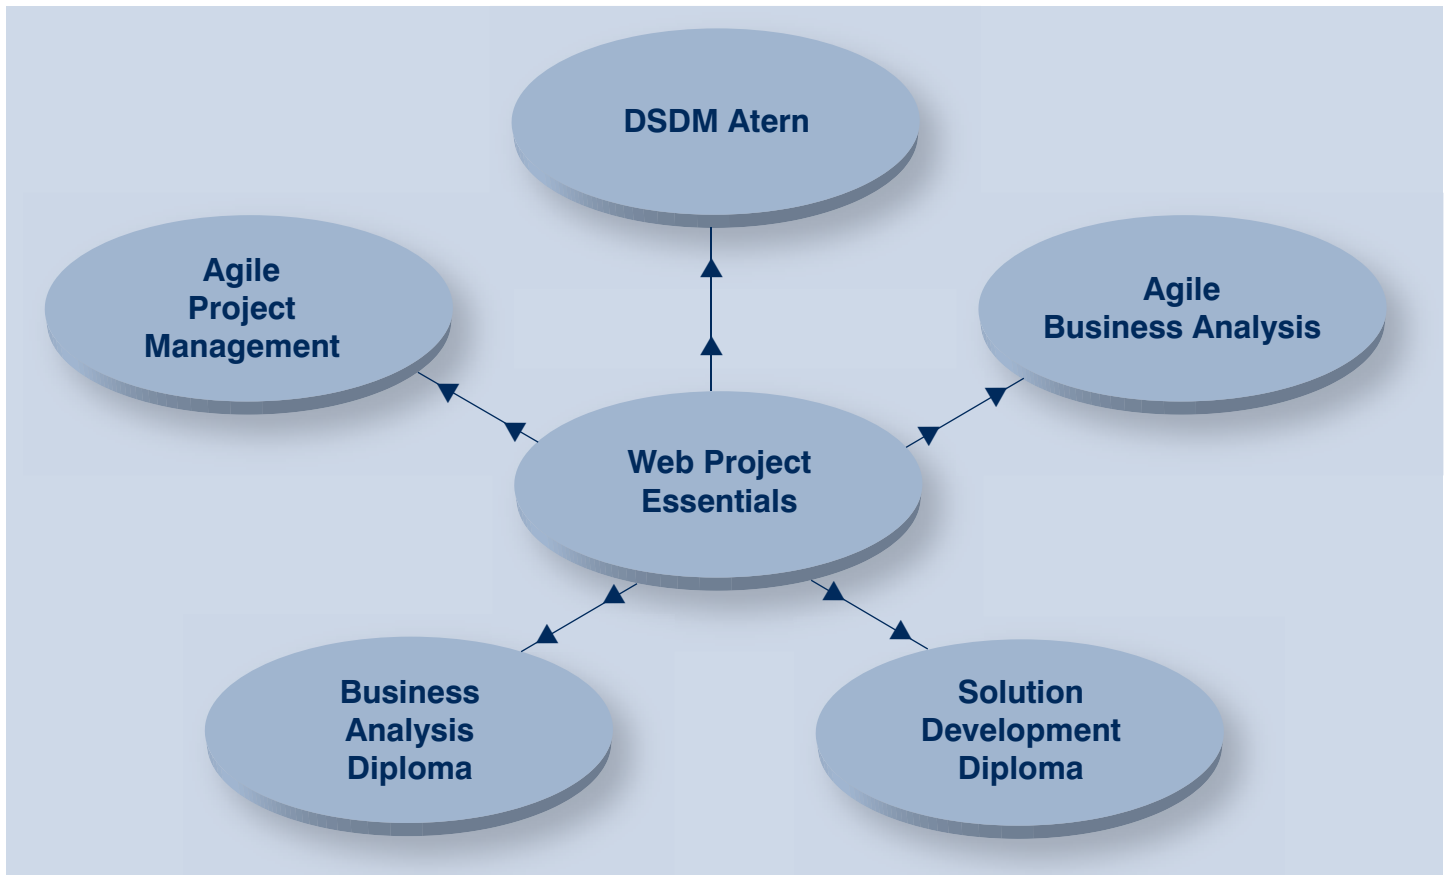 DSDM Atern
Agile
Project
Management
Agile
Business Analysis
Web Project
Essentials
Business
Analysis
Diploma
Solution
Development
Diploma